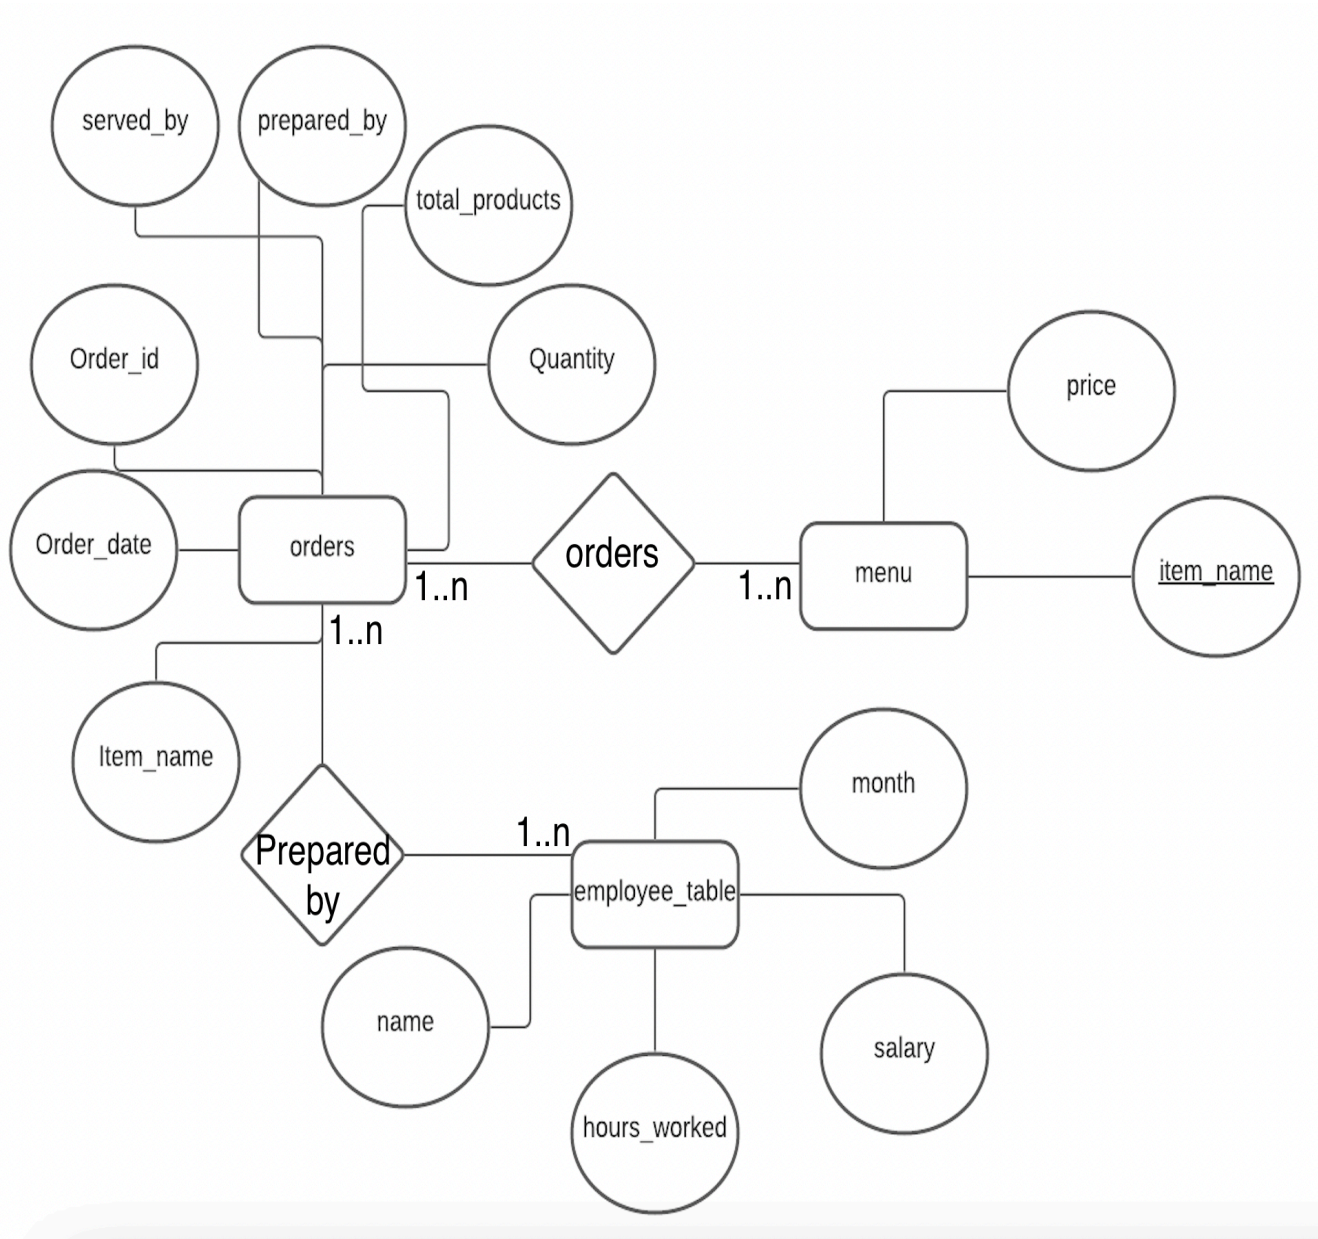 served_by
prepared_by
total_products
Order_id
Quantity
price
Order_date
orders
orders
menu
item_name
1..n
1..n
1..n
Item_name
month
1..n
Prepared
by
employee_table
name
salary
hours_worked